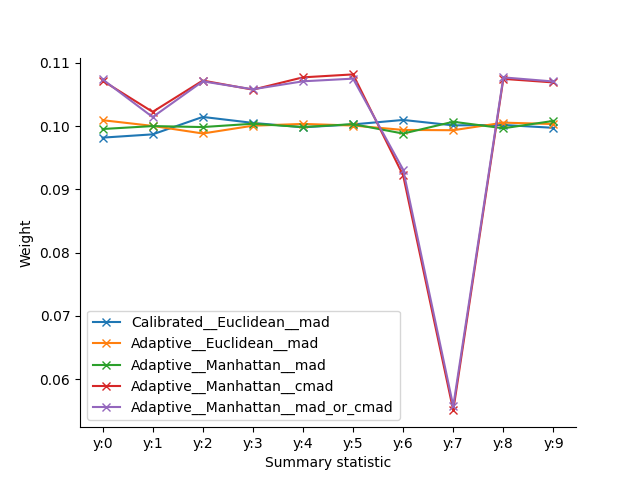 0.11
0.10
0.09
0.08
0.07
0.06
Weight
Calibrated__Euclidean__mad
Adaptive__Euclidean__mad
Adaptive__Manhattan__mad
Adaptive__Manhattan__cmad
Adaptive__Manhattan__mad_or_cmad
y:0 y:1 y:2 y:3 y:4 y:5 y:6 y:7 y:8 y:9
Summary statistic